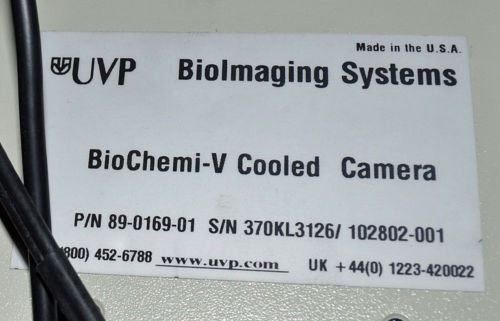 Made in the U.S.A.
UVP BioImaging Systems
BioChemi-V Cooled Camera
P/N 89-0169-01 S/N 370KL3126/ 102802-001
800) 452-6788 www.uvp.com UK +44(0) 1223-420022